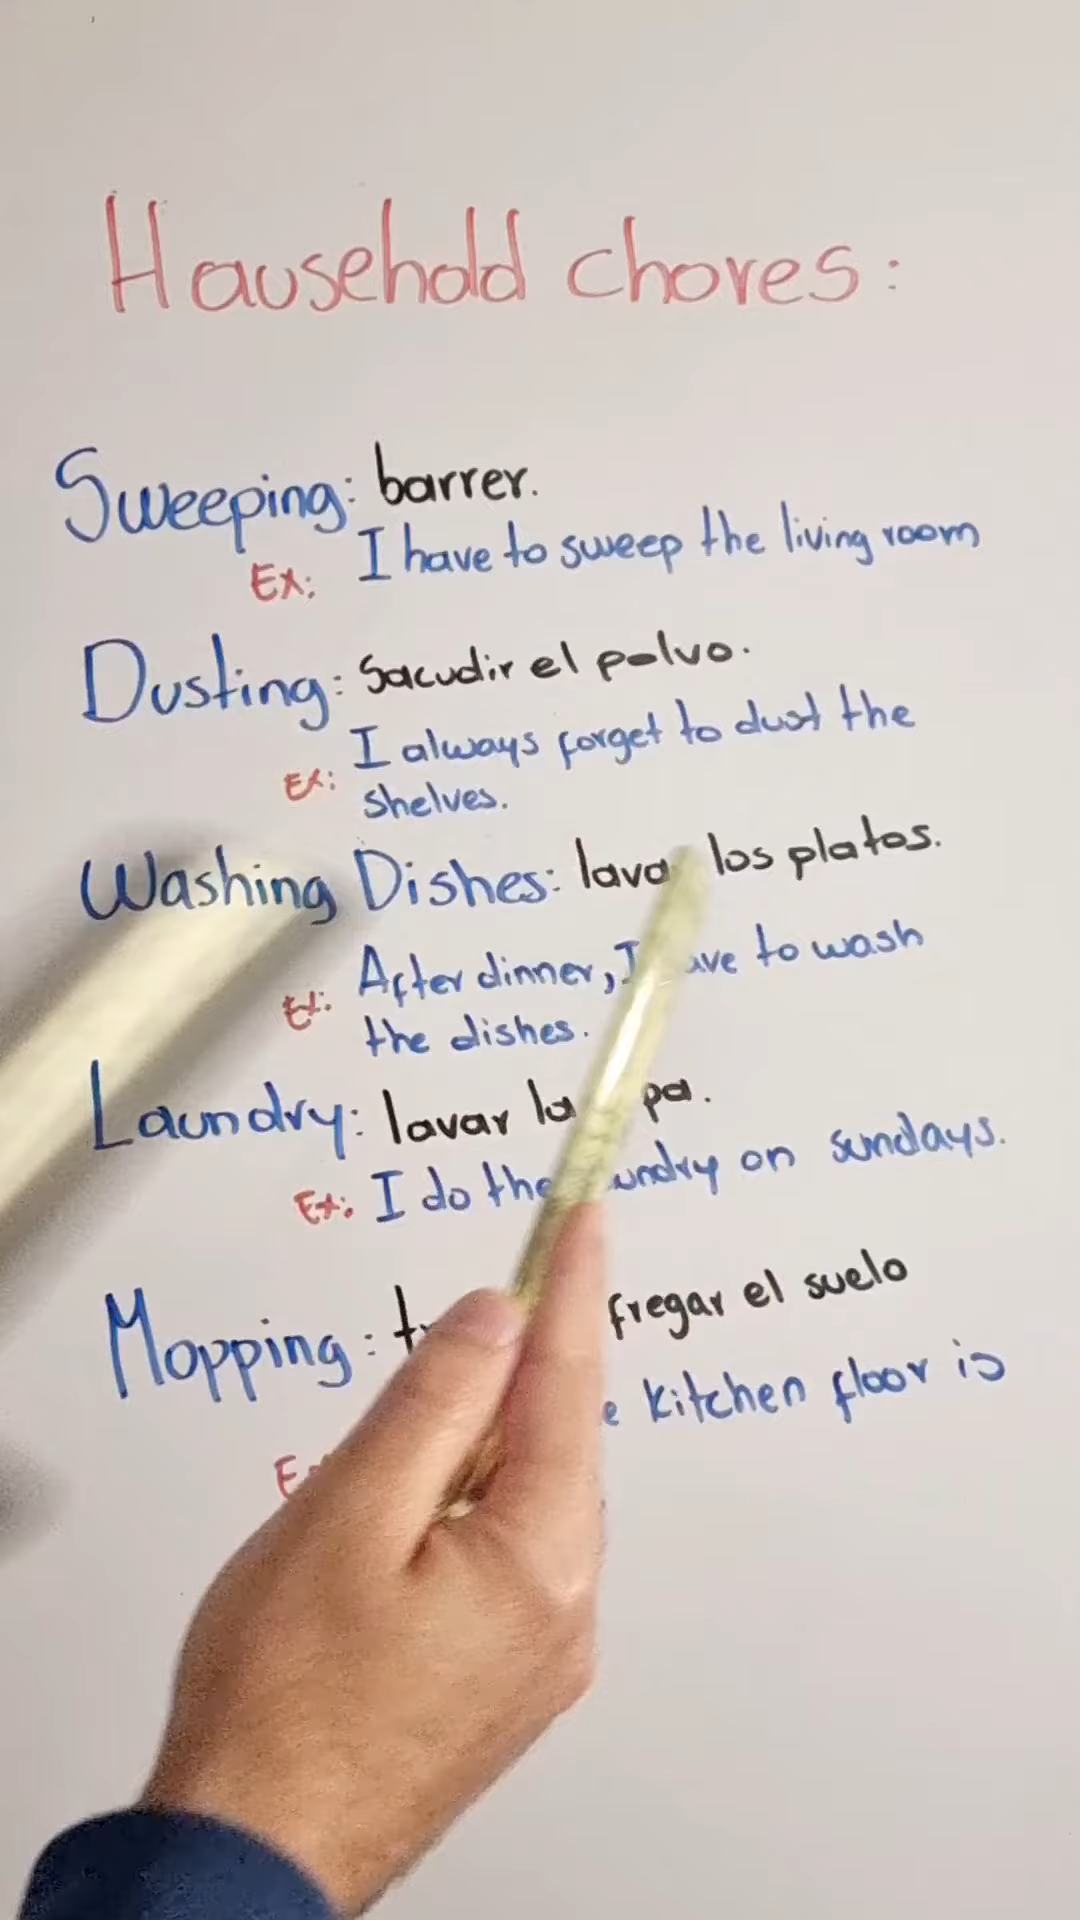 Household chores:
Sweeping: barrer.
Ex: I have to sweep the living room
Dusting: Sacudir el polvo.
Ex: I always forget to dust the
shelves.
Washing Dishes: los platos.
Ex: After dinner, I to wash
the dishes.
Laundry: lavar
Ex: I do on sundays.
Mopping: fregar el suelo
kitchen floor is